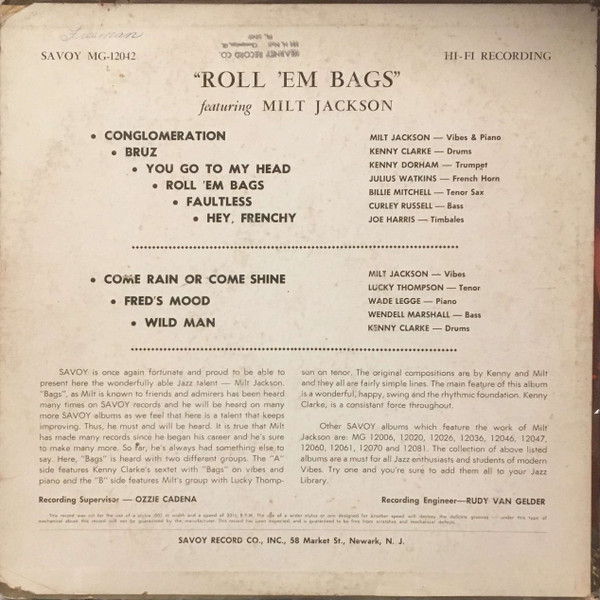 Freeman
SAVOY MG-12042
HI-FI RECORDING
"ROLL 'EM BAGS"
featuring MILT JACKSON
• CONGLOMERATION
• BRUZ
• YOU GO TO MY HEAD
• ROLL 'EM BAGS
• FAULTLESS
• HEY, FRENCHY
MILT JACKSON — Vibes & Piano
KENNY CLARKE — Drums
KENNY DORHAM — Trumpet
JULIUS WATKINS — French Horn
BILLIE MITCHELL — Tenor Sax
CURLEY RUSSELL — Bass
JOE HARRIS — Timbales
• COME RAIN OR COME SHINE
• FRED'S MOOD
• WILD MAN
MILT JACKSON — Vibes
LUCKY THOMPSON — Tenor
WADE LEGGE — Piano
WENDELL MARSHALL — Bass
KENNY CLARKE — Drums
SAVOY is once again fortunate and proud to be able to
present here the wonderfully able Jazz talent — Milt Jackson.
"Bags", as Milt is known to friends and admirers has been heard
many times on SAVOY records and he will be heard on many
more SAVOY albums as we feel that here is a talent that keeps
improving. Thus, he must and will be heard. It is true that Milt
has made many records since he began his career and he's sure
to make many more. So far, he's always had something else to
say. Here, "Bags" is heard with two different groups. The "A"
side features Kenny Clarke's sextet with "Bags" on vibes and
piano and the "B" side features Milt's group with Lucky Thomp-
son on tenor. The original compositions are by Kenny and Milt
and they all are fairly simple lines. The main feature of this album
is a wonderful, happy, swing and the rhythmic foundation. Kenny
Clarke, is a consistant force throughout.
Other SAVOY albums which feature the work of Milt
Jackson are: MG 12006, 12020, 12026, 12036, 12046, 12047,
12060, 12061, 12070 and 12081. The collection of above listed
albums are a must for all Jazz enthusiasts and students of modern
Vibes. Try one and you're sure to add them all to your Jazz
Library.
Recording Supervisor — OZZIE CADENA
Recording Engineer—RUDY VAN GELDER
SAVOY RECORD CO., INC., 58 Market St., Newark, N. J.